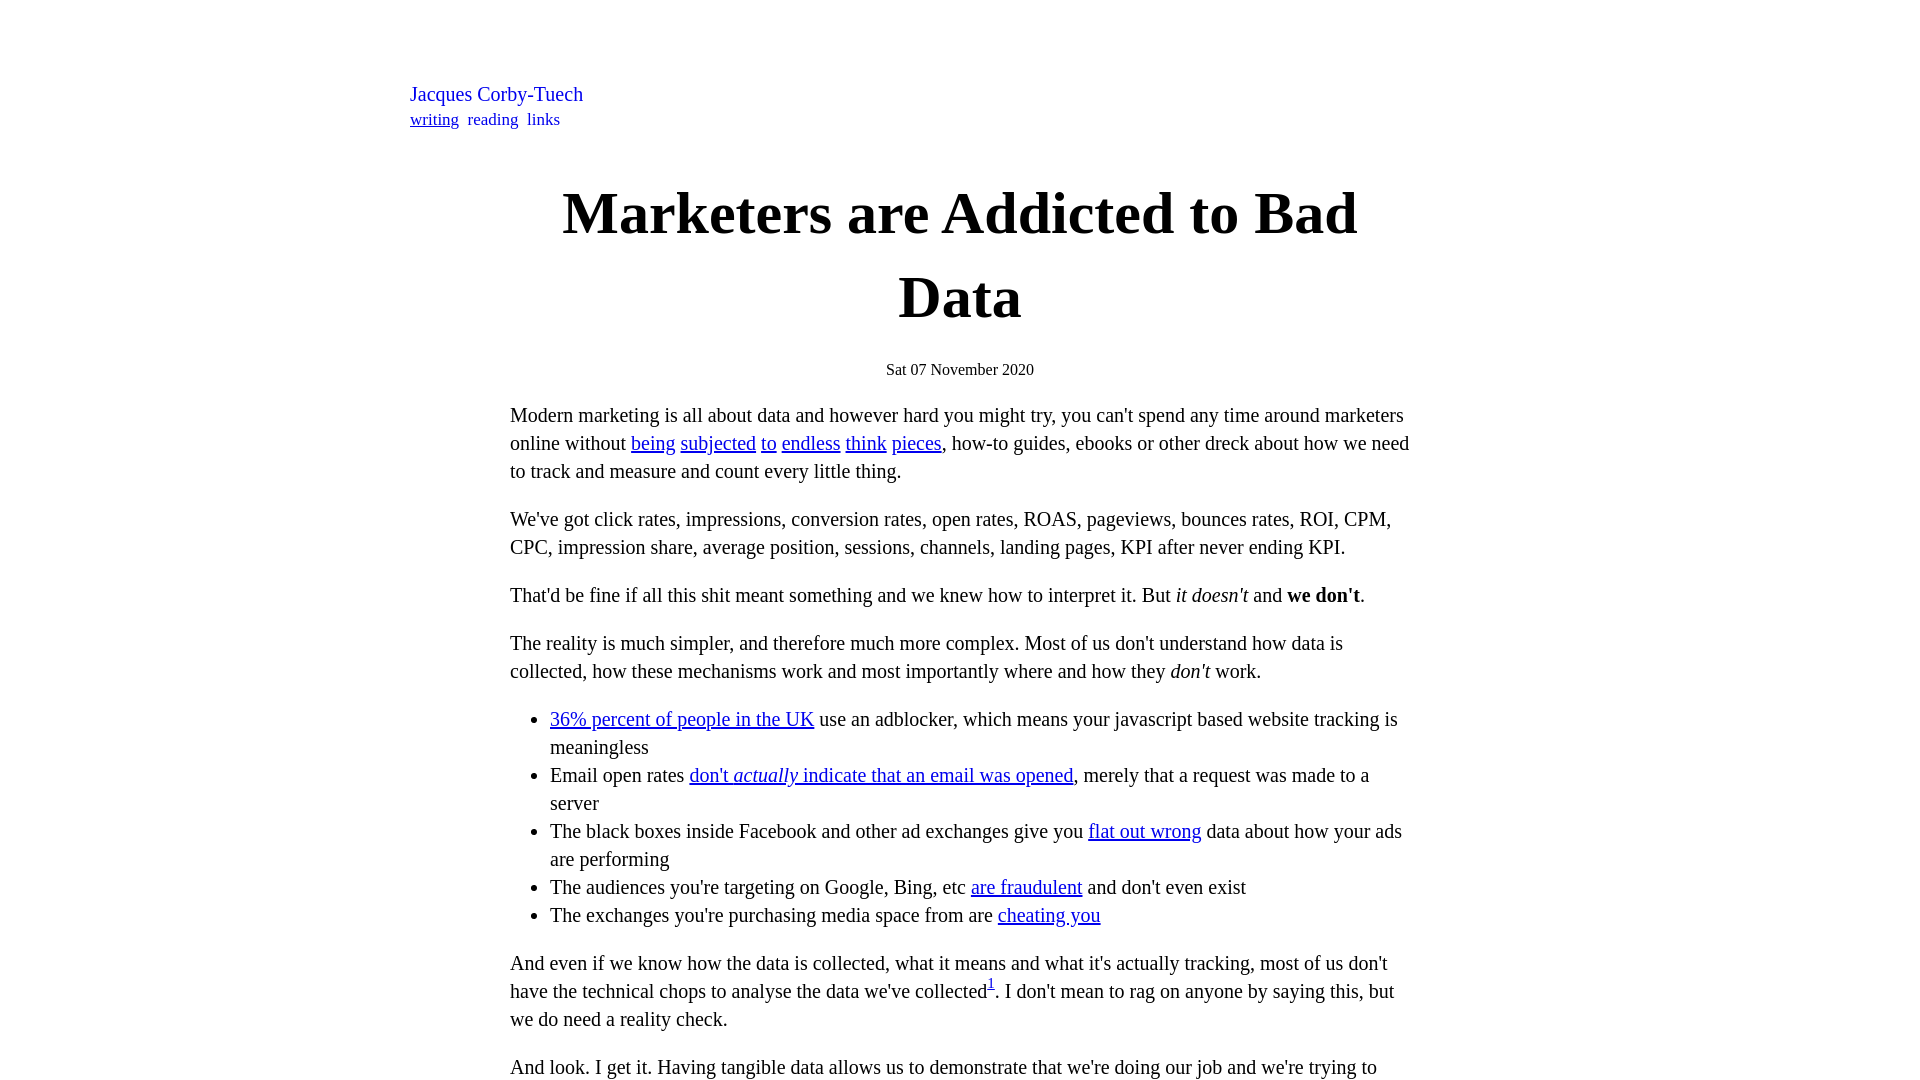 Jacques Corby-Tuech
writing reading links
Marketers are Addicted to Bad
Data
Sat 07 November 2020
Modern marketing is all about data and however hard you might try, you can't spend any time around marketers
online without being subjected to endless think pieces, how-to guides, ebooks or other dreck about how we need
to track and measure and count every little thing.
We've got click rates, impressions, conversion rates, open rates, ROAS, pageviews, bounces rates, ROI, CPM,
CPC, impression share, average position, sessions, channels, landing pages, KPI after never ending KPI.
That'd be fine if all this shit meant something and we knew how to interpret it. But it doesn't and we don't.
The reality is much simpler, and therefore much more complex. Most of us don't understand how data is
collected, how these mechanisms work and most importantly where and how they don't work.
• 36% percent of people in the UK use an adblocker, which means your javascript based website tracking is
meaningless
• Email open rates don't actually indicate that an email was opened, merely that a request was made to a
server
• The black boxes inside Facebook and other ad exchanges give you flat out wrong data about how your ads
are performing
• The audiences you're targeting on Google, Bing, etc are fraudulent and don't even exist
• The exchanges you're purchasing media space from are cheating you
And even if we know how the data is collected, what it means and what it's actually tracking, most of us don't
have the technical chops to analyse the data we've collected1. I don't mean to rag on anyone by saying this, but
we do need a reality check.
And look. I get it. Having tangible data allows us to demonstrate that we're doing our job and we're trying to